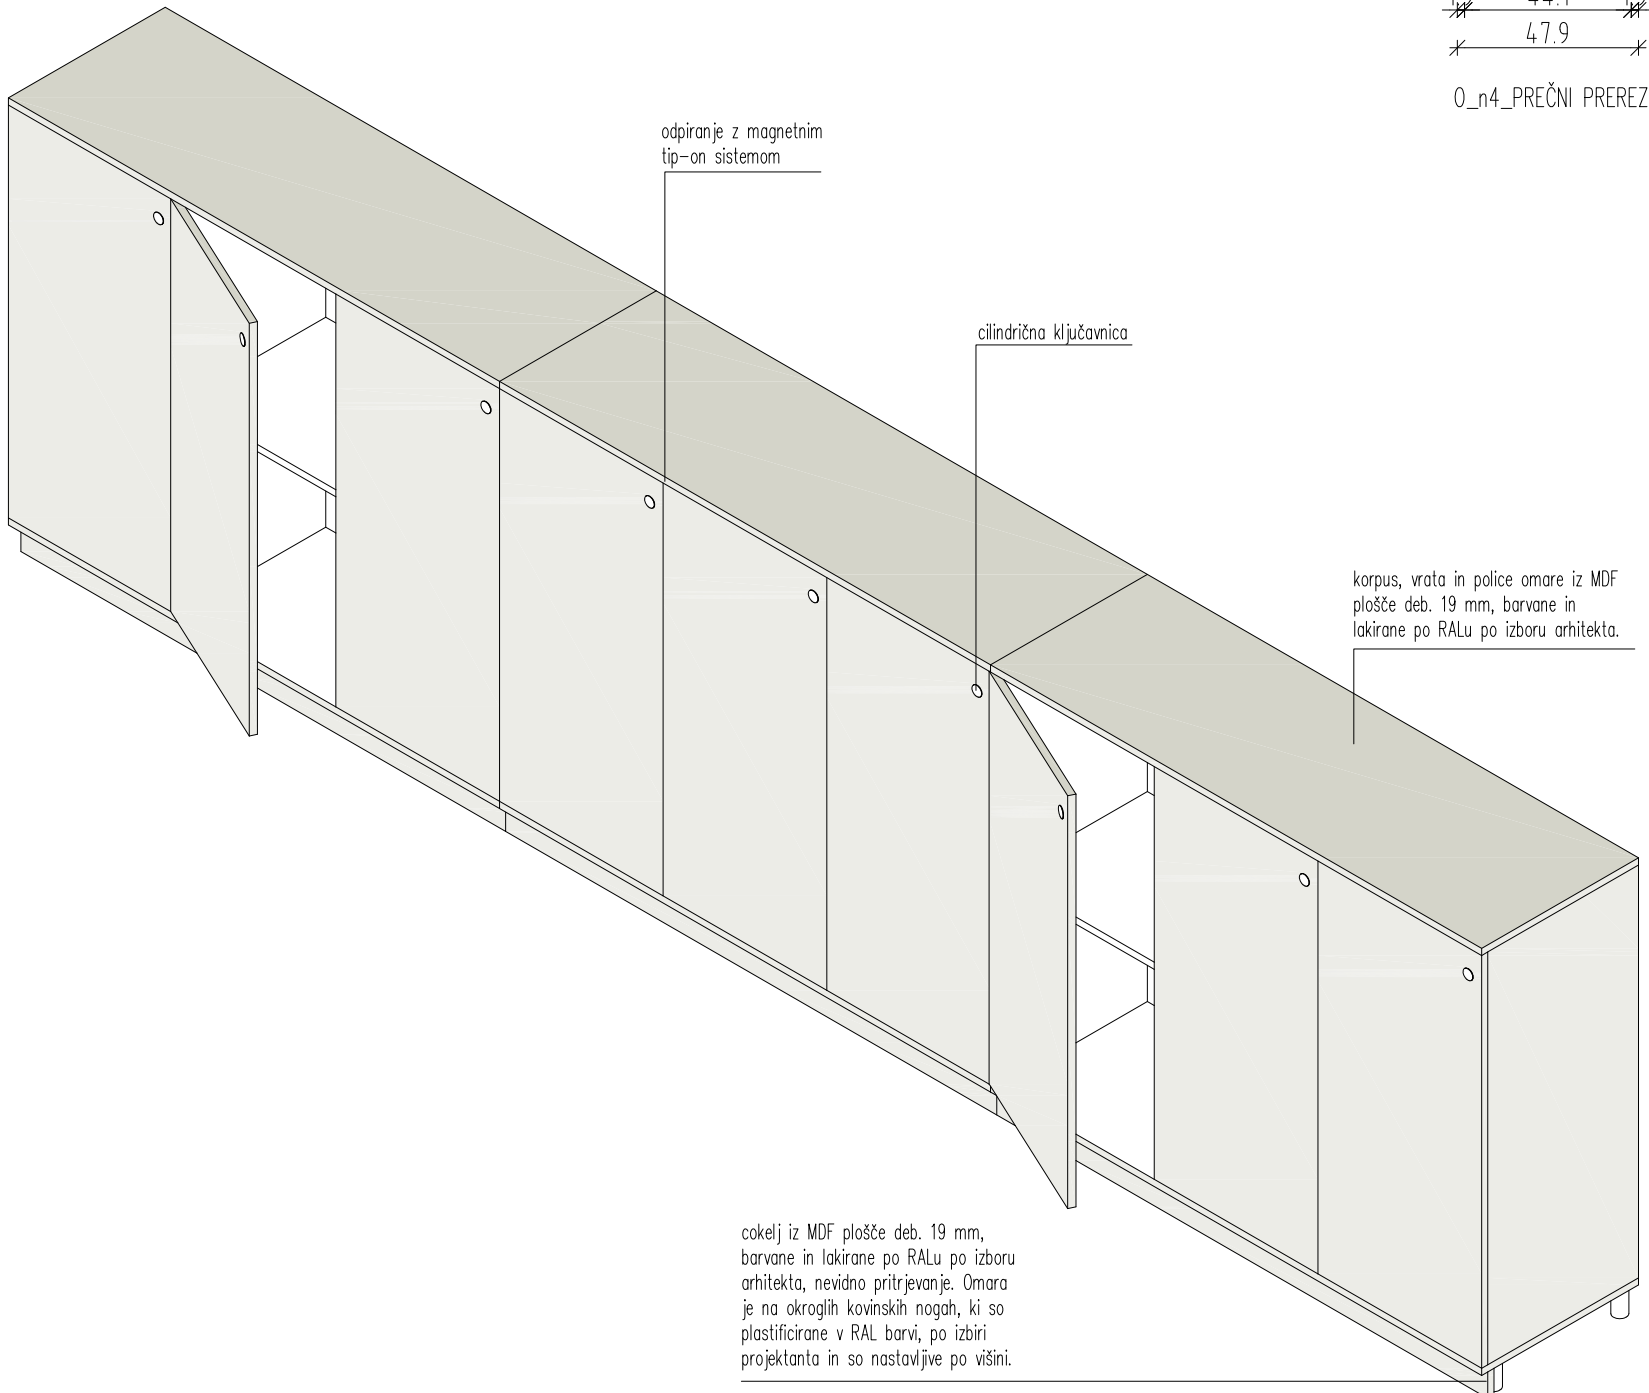 47.9
O_n4_PREČNI PREREZ
odpiranje z magnetnim
tip-on sistemom
cilindrična ključavnica
korpus, vrata in police omare iz MDF
plošče deb. 19 mm, barvane in
lakirane po RALu po izboru arhitekta.
cokelj iz MDF plošče deb. 19 mm,
barvane in lakirane po RALu po izboru
arhitekta, nevidno pritrjevanje. Omara
je na okroglih kovinskih nogah, ki so
plastificirane v RAL barvi, po izbiri
projektanta in so nastavljive po višini.